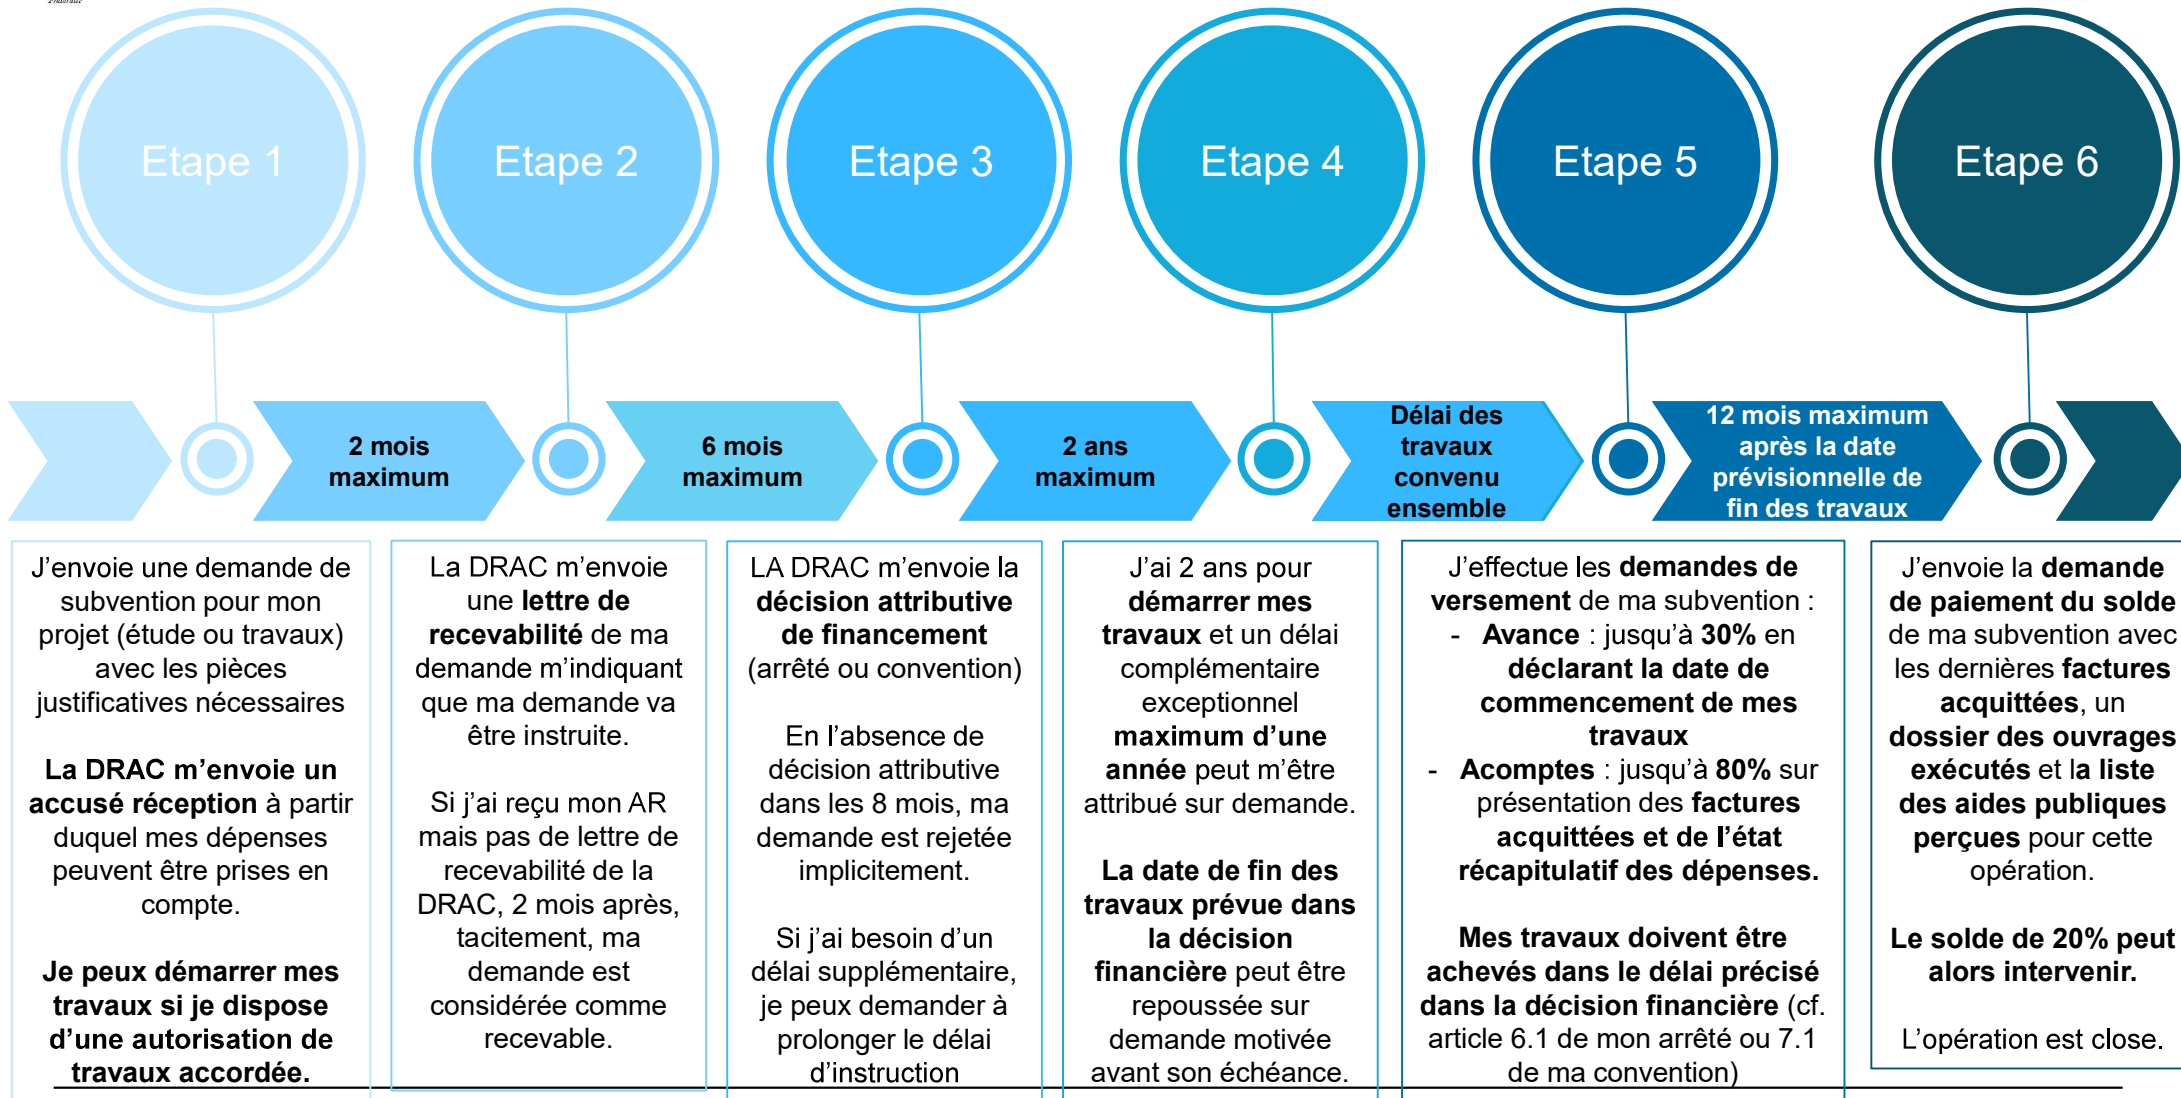 Fraternité
Etape 1
Etape 2
Etape 3
Etape 4
Etape 5
Etape 6
2 mois
maximum
6 mois
maximum
2 ans
maximum
Délai des
travaux
convenu
ensemble
12 mois maximum
après la date
prévisionnelle de
fin des travaux
J’envoie une demande de
subvention pour mon
projet (étude ou travaux)
avec les pièces
justificatives nécessaires
La DRAC m’envoie un
accusé réception à partir
duquel mes dépenses
peuvent être prises en
compte.
Je peux démarrer mes
travaux si je dispose
d’une autorisation de
travaux accordée.
La DRAC m’envoie
une lettre de
recevabilité de ma
demande m’indiquant
que ma demande va
être instruite.
Si j’ai reçu mon AR
mais pas de lettre de
recevabilité de la
DRAC, 2 mois après,
tacitement, ma
demande est
considérée comme
recevable.
LA DRAC m’envoie la
décision attributive
de financement
(arrêté ou convention)
En l’absence de
décision attributive
dans les 8 mois, ma
demande est rejetée
implicitement.
Si j’ai besoin d’un
délai supplémentaire,
je peux demander à
prolonger le délai
d’instruction
J’ai 2 ans pour
démarrer mes
travaux et un délai
complémentaire
exceptionnel
maximum d’une
année peut m’être
attribué sur demande.
La date de fin des
travaux prévue dans
la décision
financière peut être
repoussée sur
demande motivée
avant son échéance.
J’effectue les demandes de
versement de ma subvention :
- Avance : jusqu’à 30% en
déclarant la date de
commencement de mes
travaux
- Acomptes : jusqu’à 80% sur
présentation des factures
acquittées et de l’état
récapitulatif des dépenses.
Mes travaux doivent être
achevés dans le délai précisé
dans la décision financière (cf.
article 6.1 de mon arrêté ou 7.1
de ma convention)
J’envoie la demande
de paiement du solde
de ma subvention avec
les dernières factures
acquittées, un
dossier des ouvrages
exécutés et la liste
des aides publiques
perçues pour cette
opération.
Le solde de 20% peut
alors intervenir.
L’opération est close.